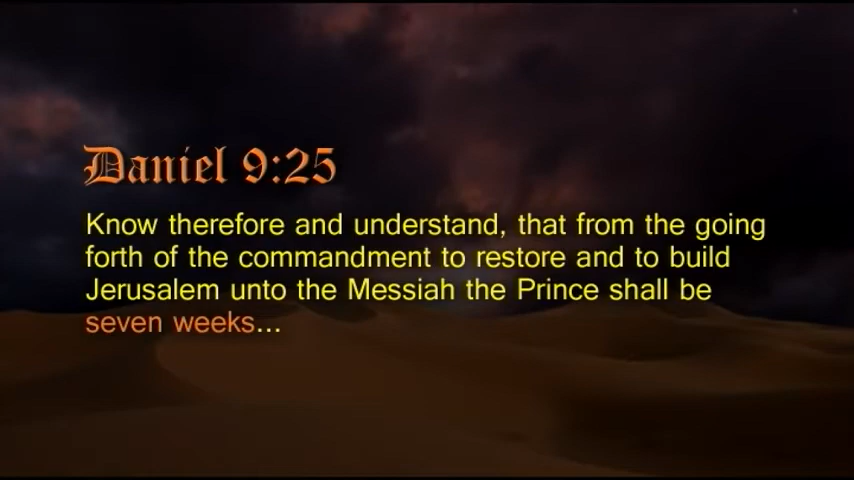 Daniel 9:25
Know therefore and understand, that from the going
forth of the commandment to restore and to build
Jerusalem unto the Messiah the Prince shall be
seven weeks...